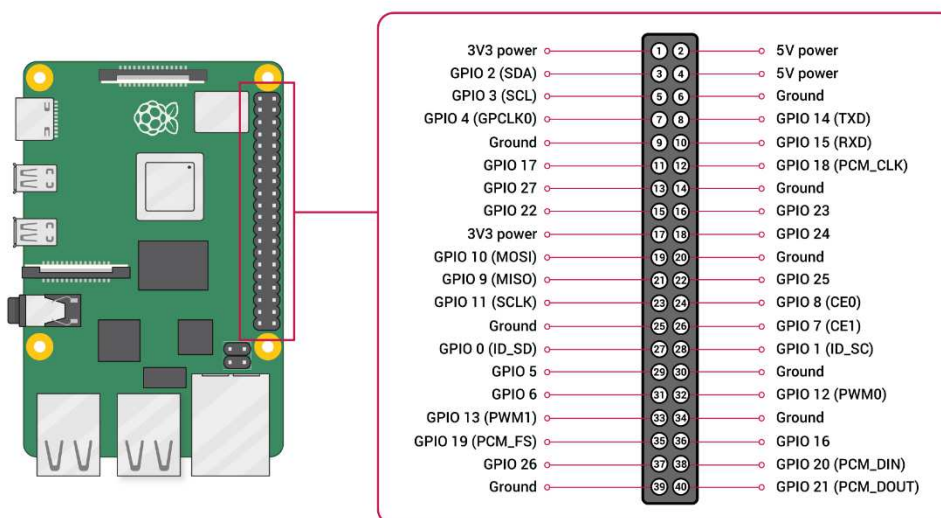 3V3 power 1 2 5V power
GPIO 2 (SDA) 3 4 5V power
GPIO 3 (SCL) 5 6 Ground
GPIO 4 (GPCLK0) 7 8 GPIO 14 (TXD)
Ground 9 10 GPIO 15 (RXD)
GPIO 17 11 12 GPIO 18 (PCM_CLK)
GPIO 27 13 14 Ground
GPIO 22 15 16 GPIO 23
3V3 power 17 18 GPIO 24
GPIO 10 (MOSI) 19 20 Ground
GPIO 9 (MISO) 21 22 GPIO 25
GPIO 11 (SCLK) 23 24 GPIO 8 (CE0)
Ground 25 26 GPIO 7 (CE1)
GPIO 0 (ID_SD) 27 28 GPIO 1 (ID_SC)
GPIO 5 29 30 Ground
GPIO 6 31 32 GPIO 12 (PWM0)
GPIO 13 (PWM1) 33 34 Ground
GPIO 19 (PCM_FS) 35 36 GPIO 16
GPIO 26 37 38 GPIO 20 (PCM_DIN)
Ground 39 40 GPIO 21 (PCM_DOUT)